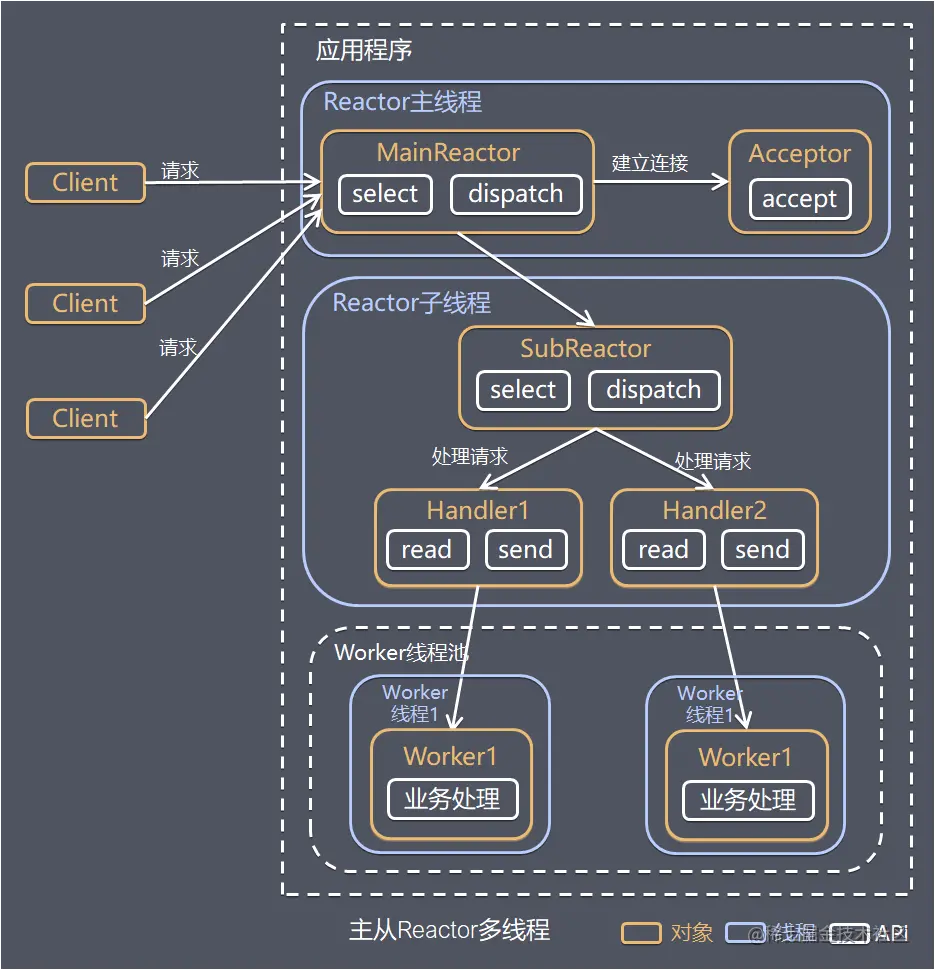 应用程序
Reactor主线程
MainReactor
select
dispatch
建立连接
Acceptor
accept
Client
请求
Client
请求
Client
请求
Reactor子线程
SubReactor
select
dispatch
处理请求
处理请求
Handler1
read
send
Handler2
read
send
Worker线程池
Worker
线程1
Worker1
业务处理
Worker
线程1
Worker1
业务处理
主从Reactor多线程
对象
线程
API
@稀土掘金技术社区